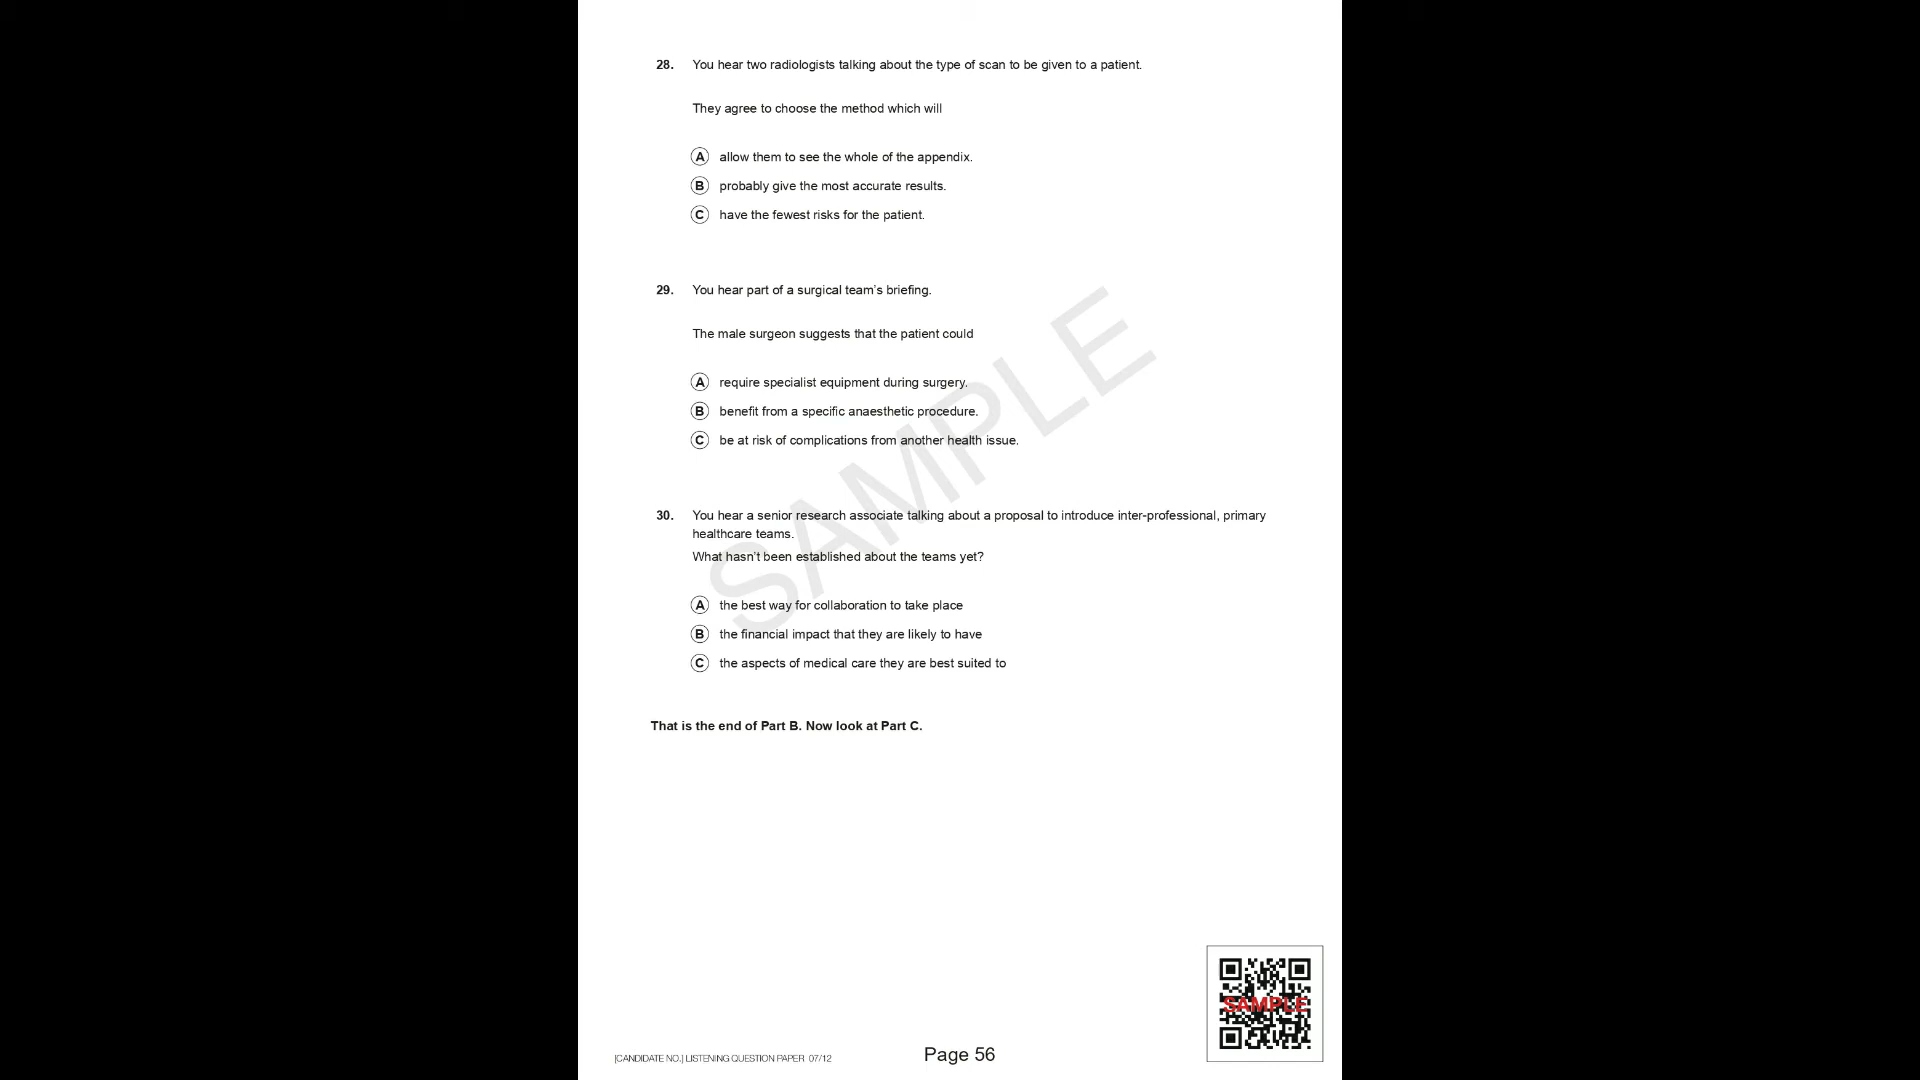 28. You hear two radiologists talking about the type of scan to be given to a patient.
They agree to choose the method which will
A allow them to see the whole of the appendix.
B probably give the most accurate results.
C have the fewest risks for the patient.
29. You hear part of a surgical team's briefing.
The male surgeon suggests that the patient could
A require specialist equipment during surgery.
B benefit from a specific anaesthetic procedure.
C be at risk of complications from another health issue.
30. You hear a senior research associate talking about a proposal to introduce inter-professional, primary
healthcare teams.
What hasn't been established about the teams yet?
A the best way for collaboration to take place
B the financial impact that they are likely to have
C the aspects of medical care they are best suited to
SAMPLE
That is the end of Part B. Now look at Part C.
SAMPLE
[CANDIDATE NO.] LISTENING QUESTION PAPER 07/12
Page 56